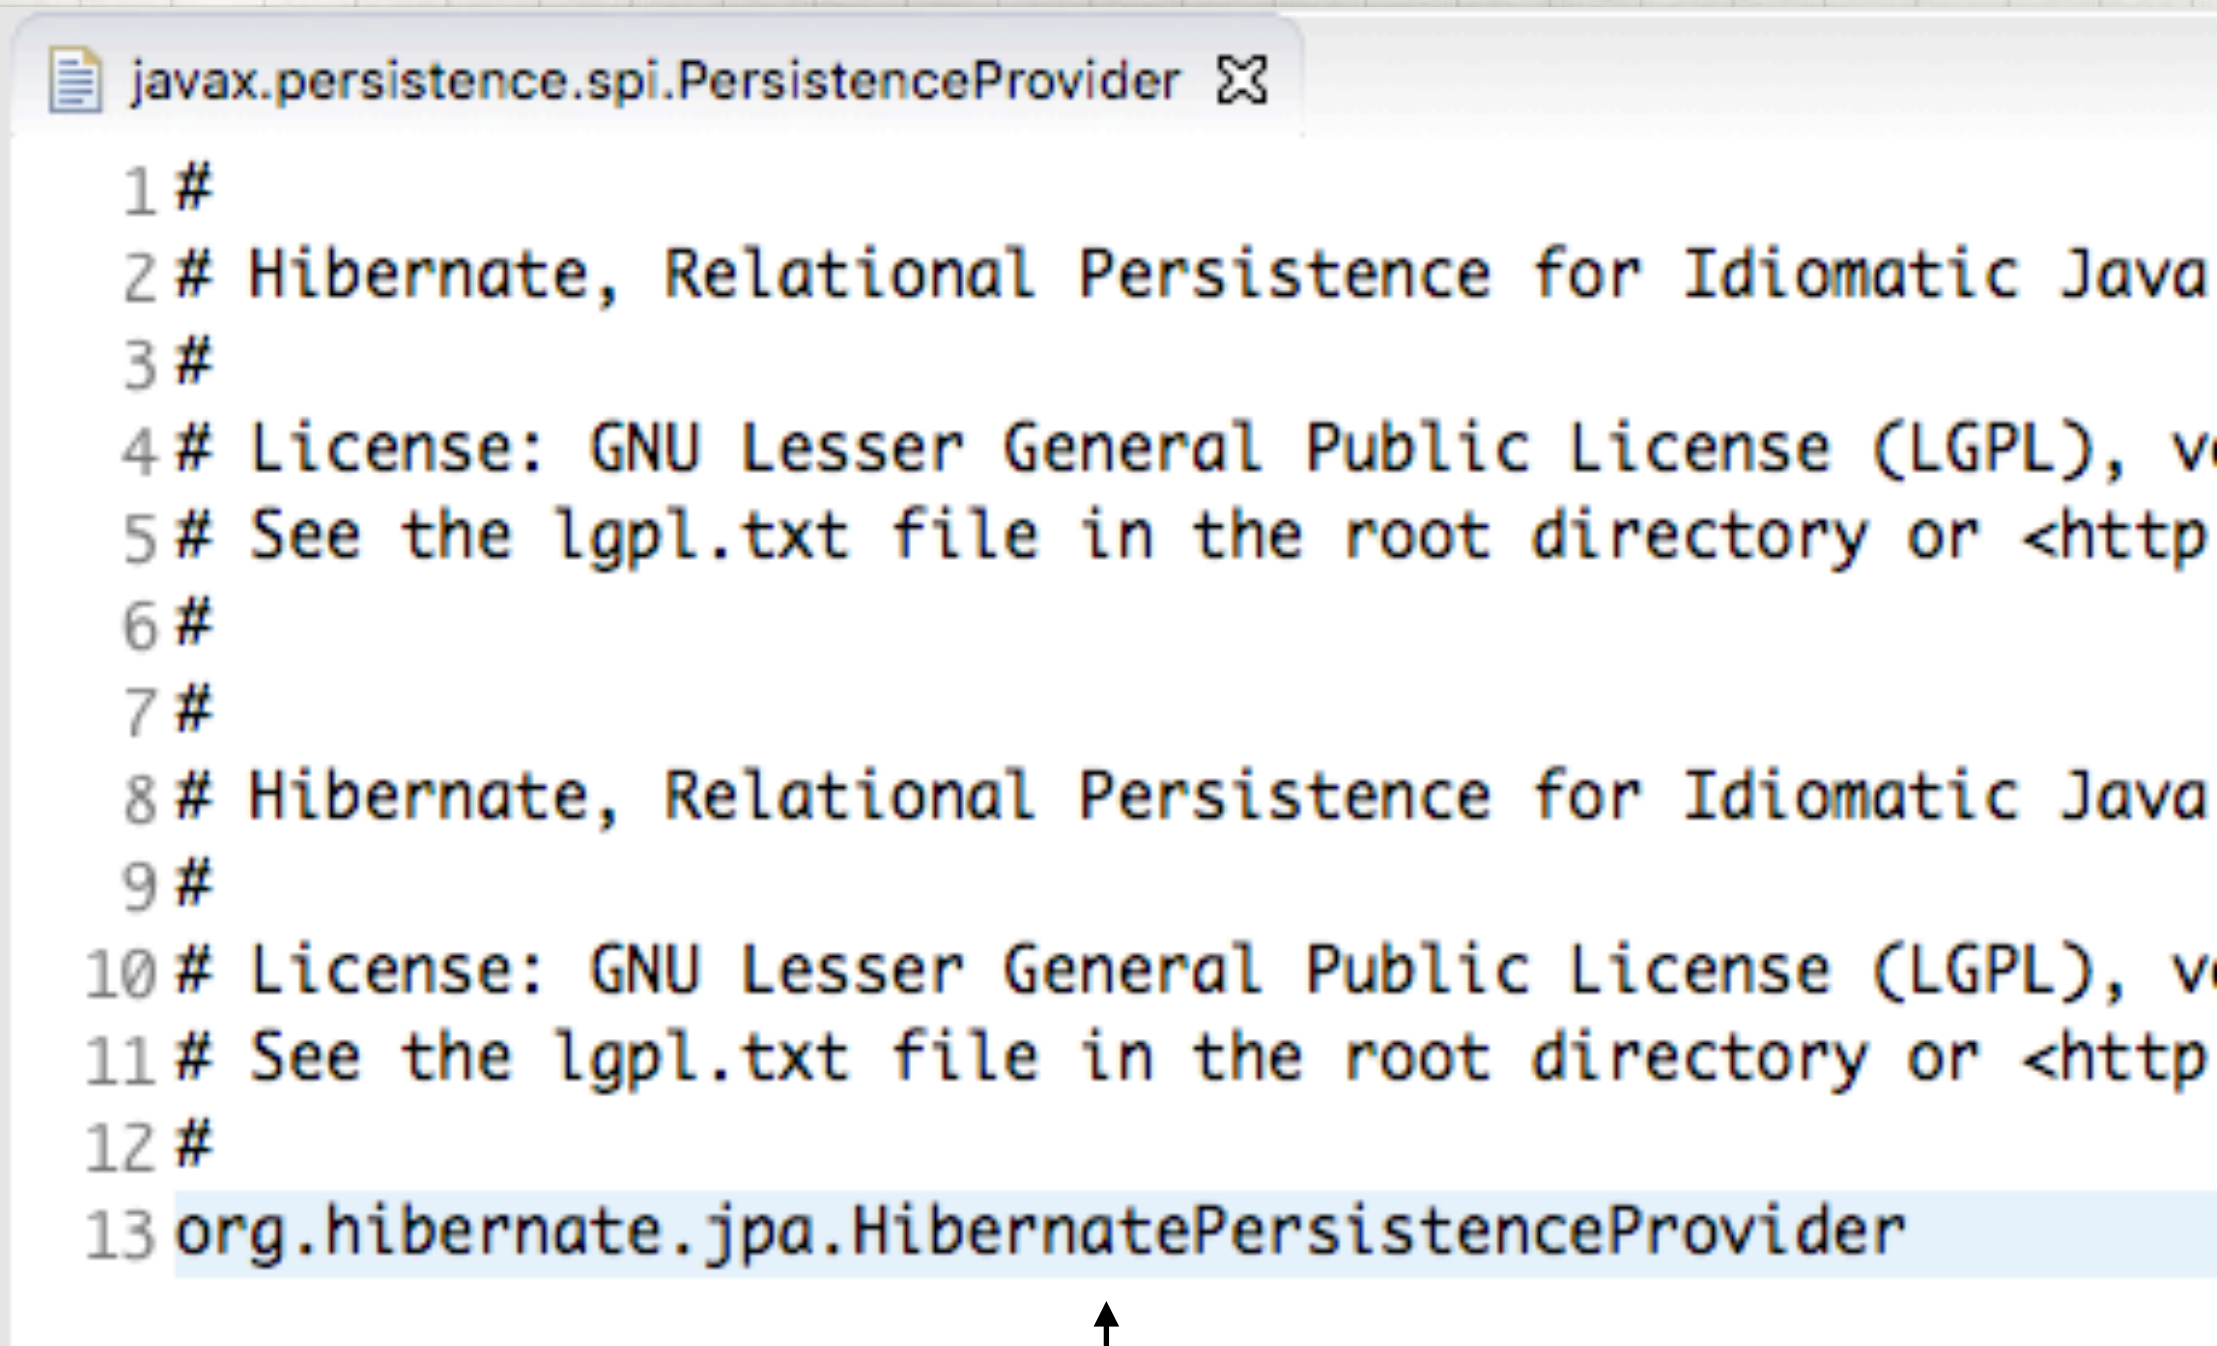 javax.persistence.spi.PersistenceProvider
1 #
2 # Hibernate, Relational Persistence for Idiomatic Java
3 #
4 # License: GNU Lesser General Public License (LGPL),
5 # See the lgpl.txt file in the root directory or <http
6 #
7 #
8 # Hibernate, Relational Persistence for Idiomatic Java
9 #
10 # License: GNU Lesser General Public License (LGPL),
11 # See the lgpl.txt file in the root directory or <http
12 #
13 org.hibernate.jpa.HibernatePersistenceProvider